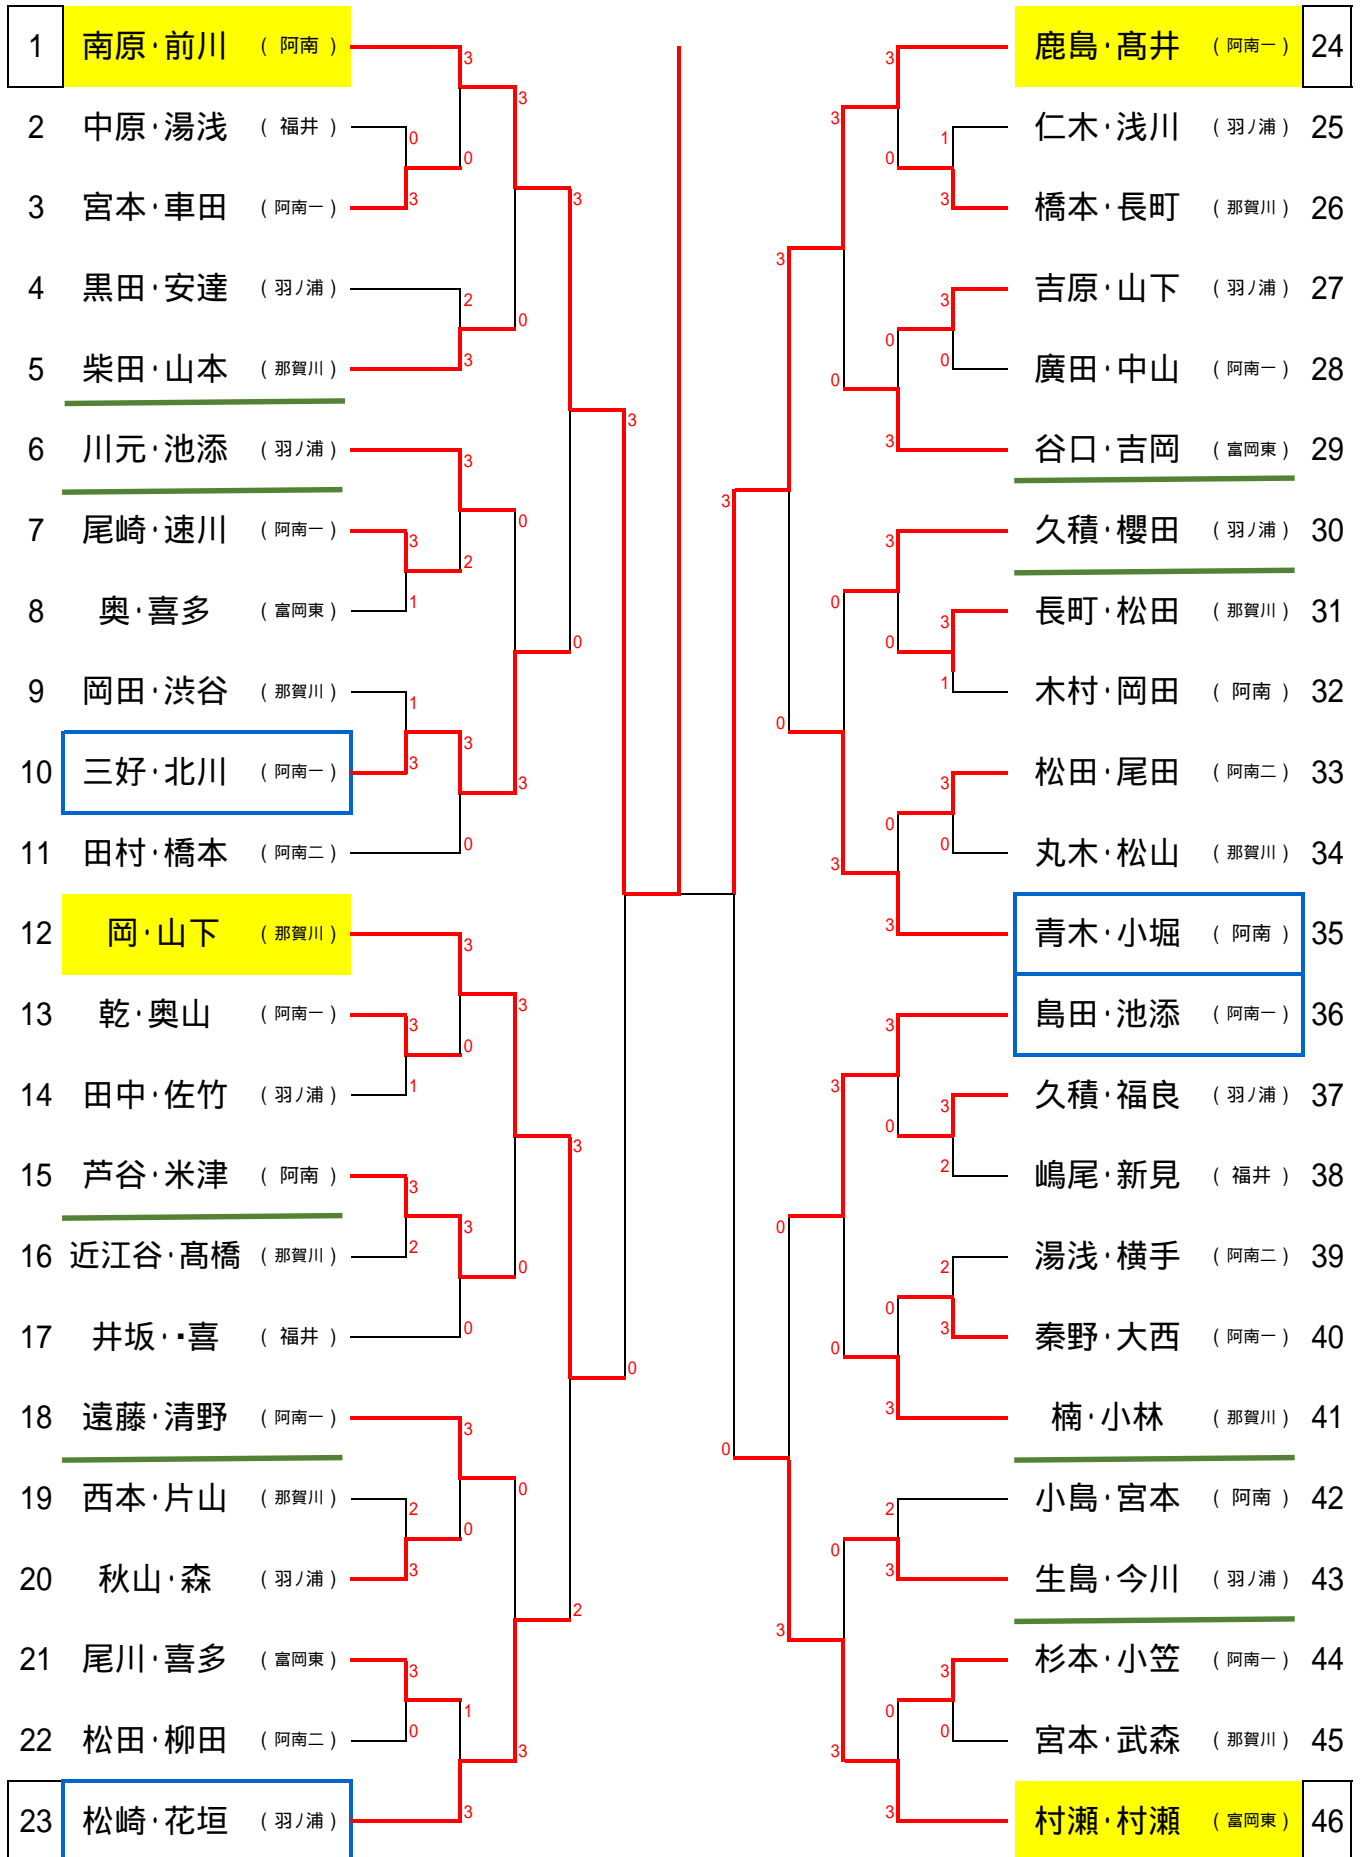 1 南原・前川 （ 阿南 ）
2 中原・湯浅 （ 福井 ）
3 宮本・車田 （ 阿南一 ）
4 黒田・安達 （ 羽ノ浦 ）
5 柴田・山本 （ 那賀川 ）
6 川元・池添 （ 羽ノ浦 ）
7 尾崎・速川 （ 阿南一 ）
8 奥・喜多 （ 富岡東 ）
9 岡田・渋谷 （ 那賀川 ）
10 三好・北川 （ 阿南一 ）
11 田村・橋本 （ 阿南二 ）
12 岡・山下 （ 那賀川 ）
13 乾・奥山 （ 阿南一 ）
14 田中・佐竹 （ 羽ノ浦 ）
15 芦谷・米津 （ 阿南 ）
16 近江谷・髙橋 （ 那賀川 ）
17 井坂・・喜 （ 福井 ）
18 遠藤・清野 （ 阿南一 ）
19 西本・片山 （ 那賀川 ）
20 秋山・森 （ 羽ノ浦 ）
21 尾川・喜多 （ 富岡東 ）
22 松田・柳田 （ 阿南二 ）
23 松崎・花垣 （ 羽ノ浦 ）
3
0
3
0
2
3
3
3
1
2
1
3
3
0
3
3
1
0
3
2
3
0
3
2
3
0
3
0
1
3
3
0
0
3
3
0
0
3
3
0
3
2
3
0
3
0
3
0
3
0
0
3
3
0
3
0
0
3
0
3
3
0
1
3
3
0
0
3
3
0
3
1
3
0
0
3
3
0
3
2
2
0
3
3
2
3
3
0
0
3
鹿島・髙井 （ 阿南一 ） 24
仁木・浅川 （ 羽ノ浦 ） 25
橋本・長町 （ 那賀川 ） 26
吉原・山下 （ 羽ノ浦 ） 27
廣田・中山 （ 阿南一 ） 28
谷口・吉岡 （ 富岡東 ） 29
久積・櫻田 （ 羽ノ浦 ） 30
長町・松田 （ 那賀川 ） 31
木村・岡田 （ 阿南 ） 32
松田・尾田 （ 阿南二 ） 33
丸木・松山 （ 那賀川 ） 34
青木・小堀 （ 阿南 ） 35
島田・池添 （ 阿南一 ） 36
久積・福良 （ 羽ノ浦 ） 37
嶋尾・新見 （ 福井 ） 38
湯浅・横手 （ 阿南二 ） 39
秦野・大西 （ 阿南一 ） 40
楠・小林 （ 那賀川 ） 41
小島・宮本 （ 阿南 ） 42
生島・今川 （ 羽ノ浦 ） 43
杉本・小笠 （ 阿南一 ） 44
宮本・武森 （ 那賀川 ） 45
村瀬・村瀬 （ 富岡東 ） 46